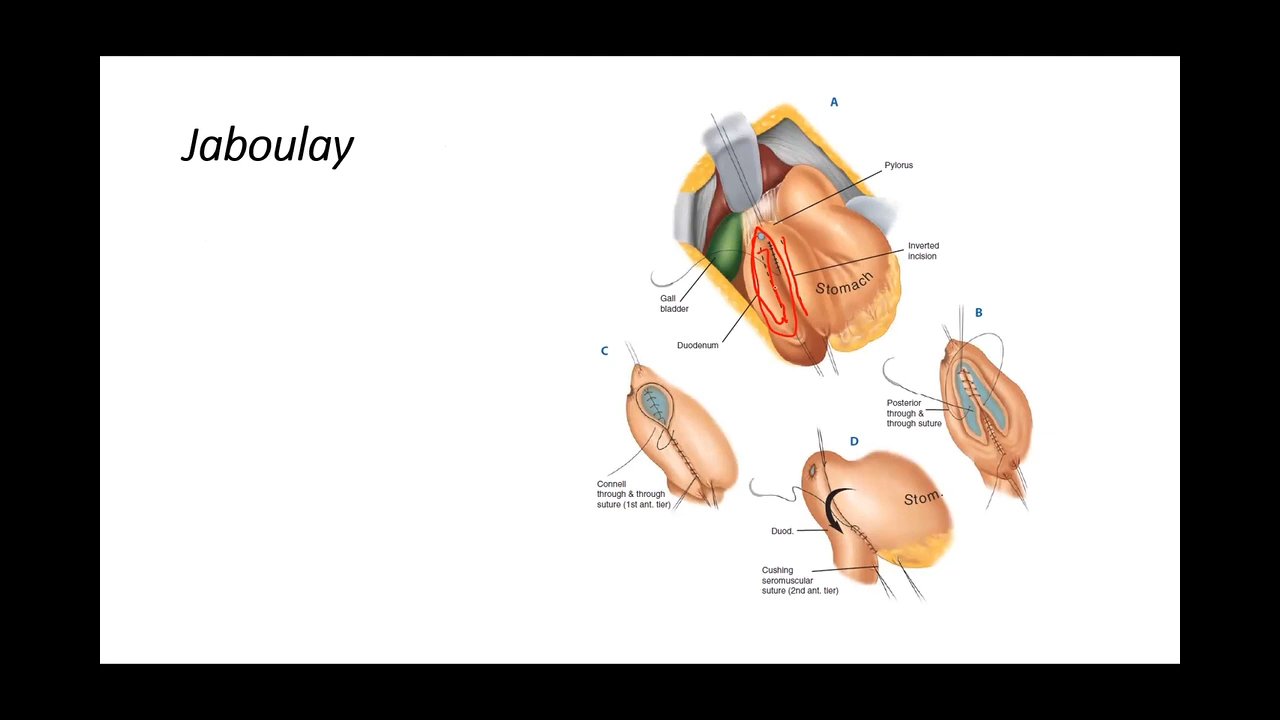 Jaboulay
A
Pylorus
Inverted
incision
Stomach
Gall
bladder
Duodenum
B
Posterior
through &
through suture
C
Connell
through & through
suture (1st ant. tier)
D
Stom.
Duod.
Cushing
seromuscular
suture (2nd ant. tier)